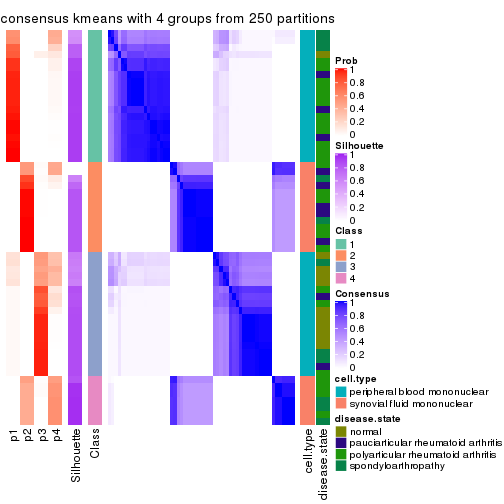 consensus kmeans with 4 groups from 250 partitions
Prob
1
0.8
0.6
0.4
0.2
0
Silhouette
1
0.8
0.6
0.4
0.2
0
Class
1
2
3
4
Consensus
1
0.8
0.6
0.4
0.2
0
cell.type
peripheral blood mononuclear
synovial fluid mononuclear
disease.state
normal
pauciarticular rheumatoid arthritis
polyarticular rheumatoid arthritis
spondyloarthropathy
p1
p2
p3
p4
Silhouette
Class
cell.type
disease.state